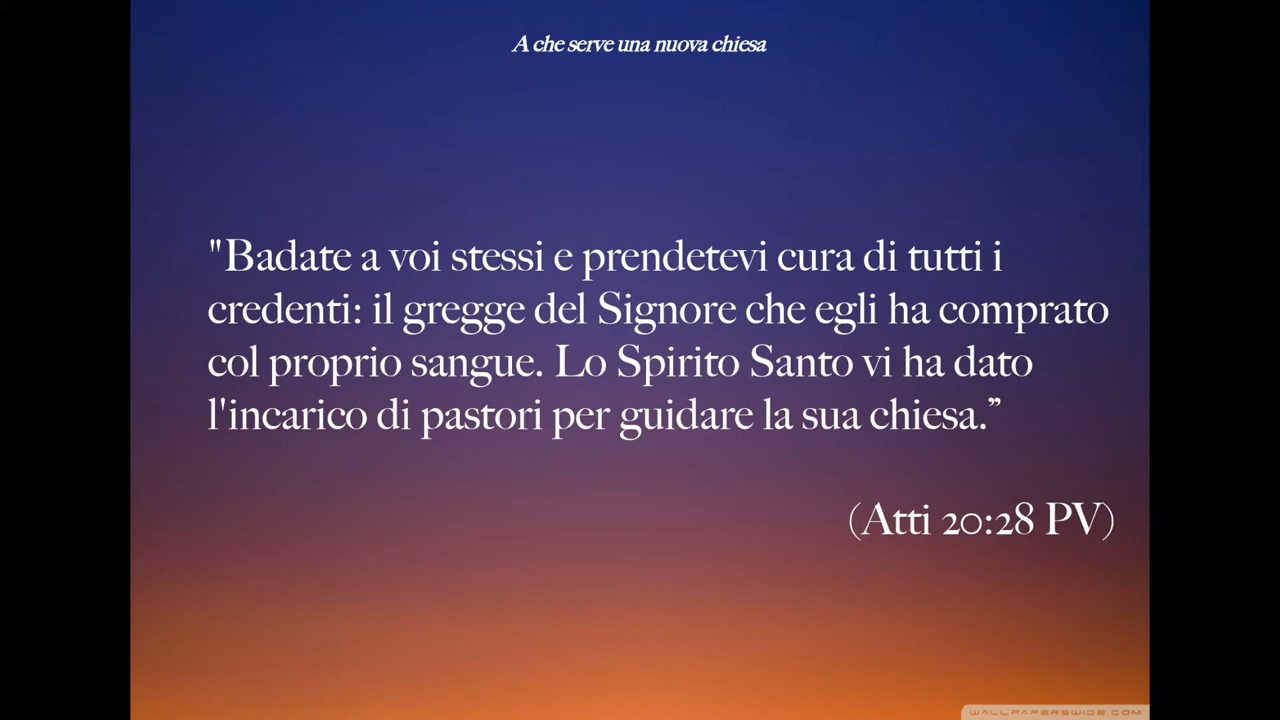 A che serve una nuova chiesa
"Badate a voi stessi e prendetevi cura di tutti i
credenti: il gregge del Signore che egli ha comprato
col proprio sangue. Lo Spirito Santo vi ha dato
l'incarico di pastori per guidare la sua chiesa.”
(Atti 20:28 PV)
WALLPAPERSWIDE.COM